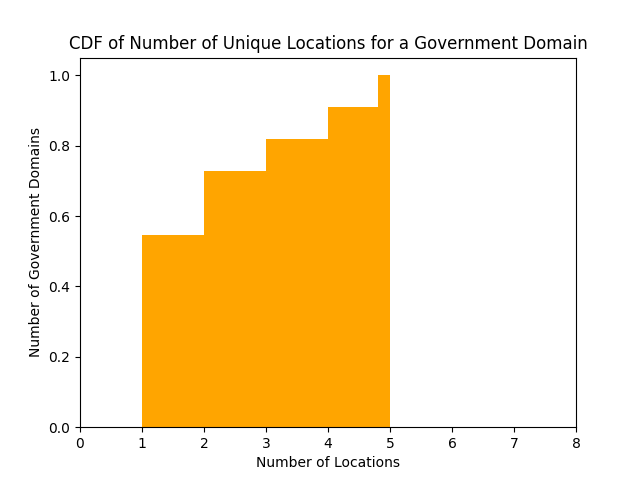 CDF of Number of Unique Locations for a Government Domain
Number of Government Domains
1.0
0.8
0.6
0.4
0.2
0.0
0 1 2 3 4 5 6 7 8
Number of Locations